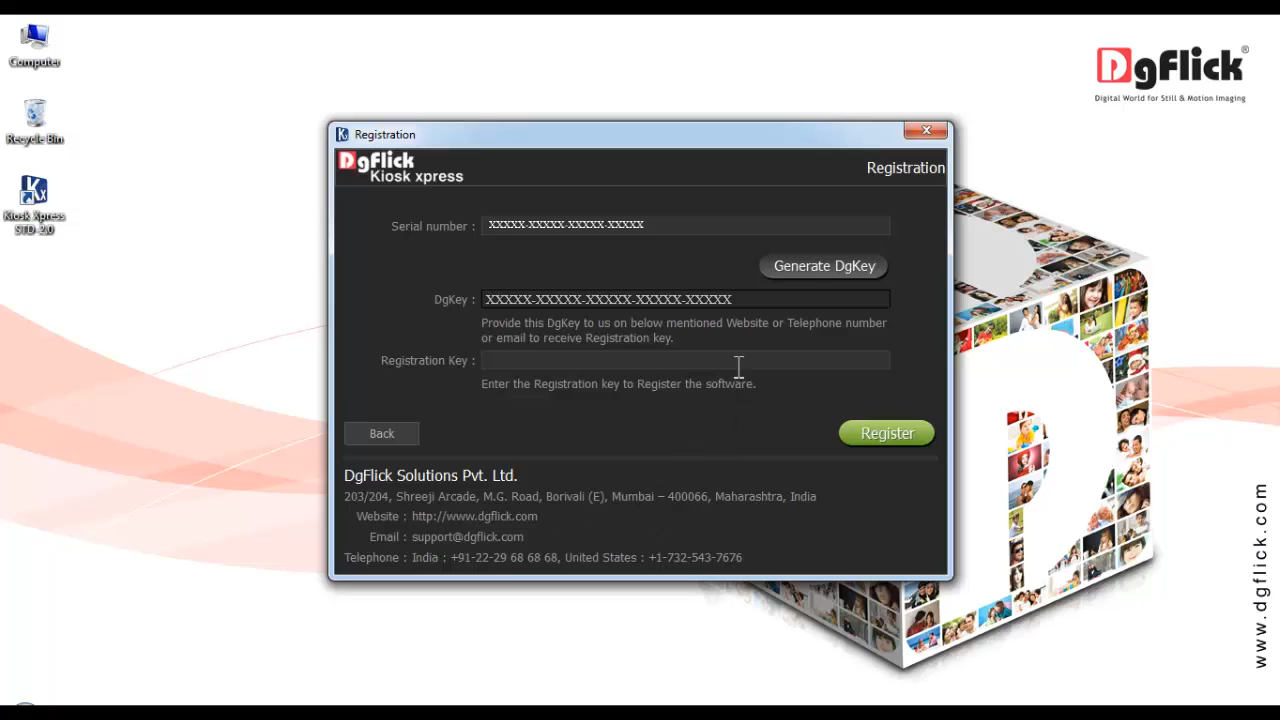 Computer
Recycle Bin
Kiosk Xpress
STD-2.0
DgFlick®
Digital World for Still & Motion Imaging
Registration
DgFlick
Kiosk xpress
Registration
Serial number : XXXXX-XXXXX-XXXXX-XXXXX
Generate DgKey
DgKey : XXXXX-XXXXX-XXXXX-XXXXX-XXXXX
Provide this DgKey to us on below mentioned Website or Telephone number
or email to receive Registration key.
Registration Key :
Enter the Registration key to Register the software.
Back
Register
DgFlick Solutions Pvt. Ltd.
203/204, Shreeji Arcade, M.G. Road, Borivali (E), Mumbai – 400066, Maharashtra, India
Website : http://www.dgflick.com
Email : support@dgflick.com
Telephone : India : +91-22-29 68 68 68, United States : +1-732-543-7676
www.dgflick.com